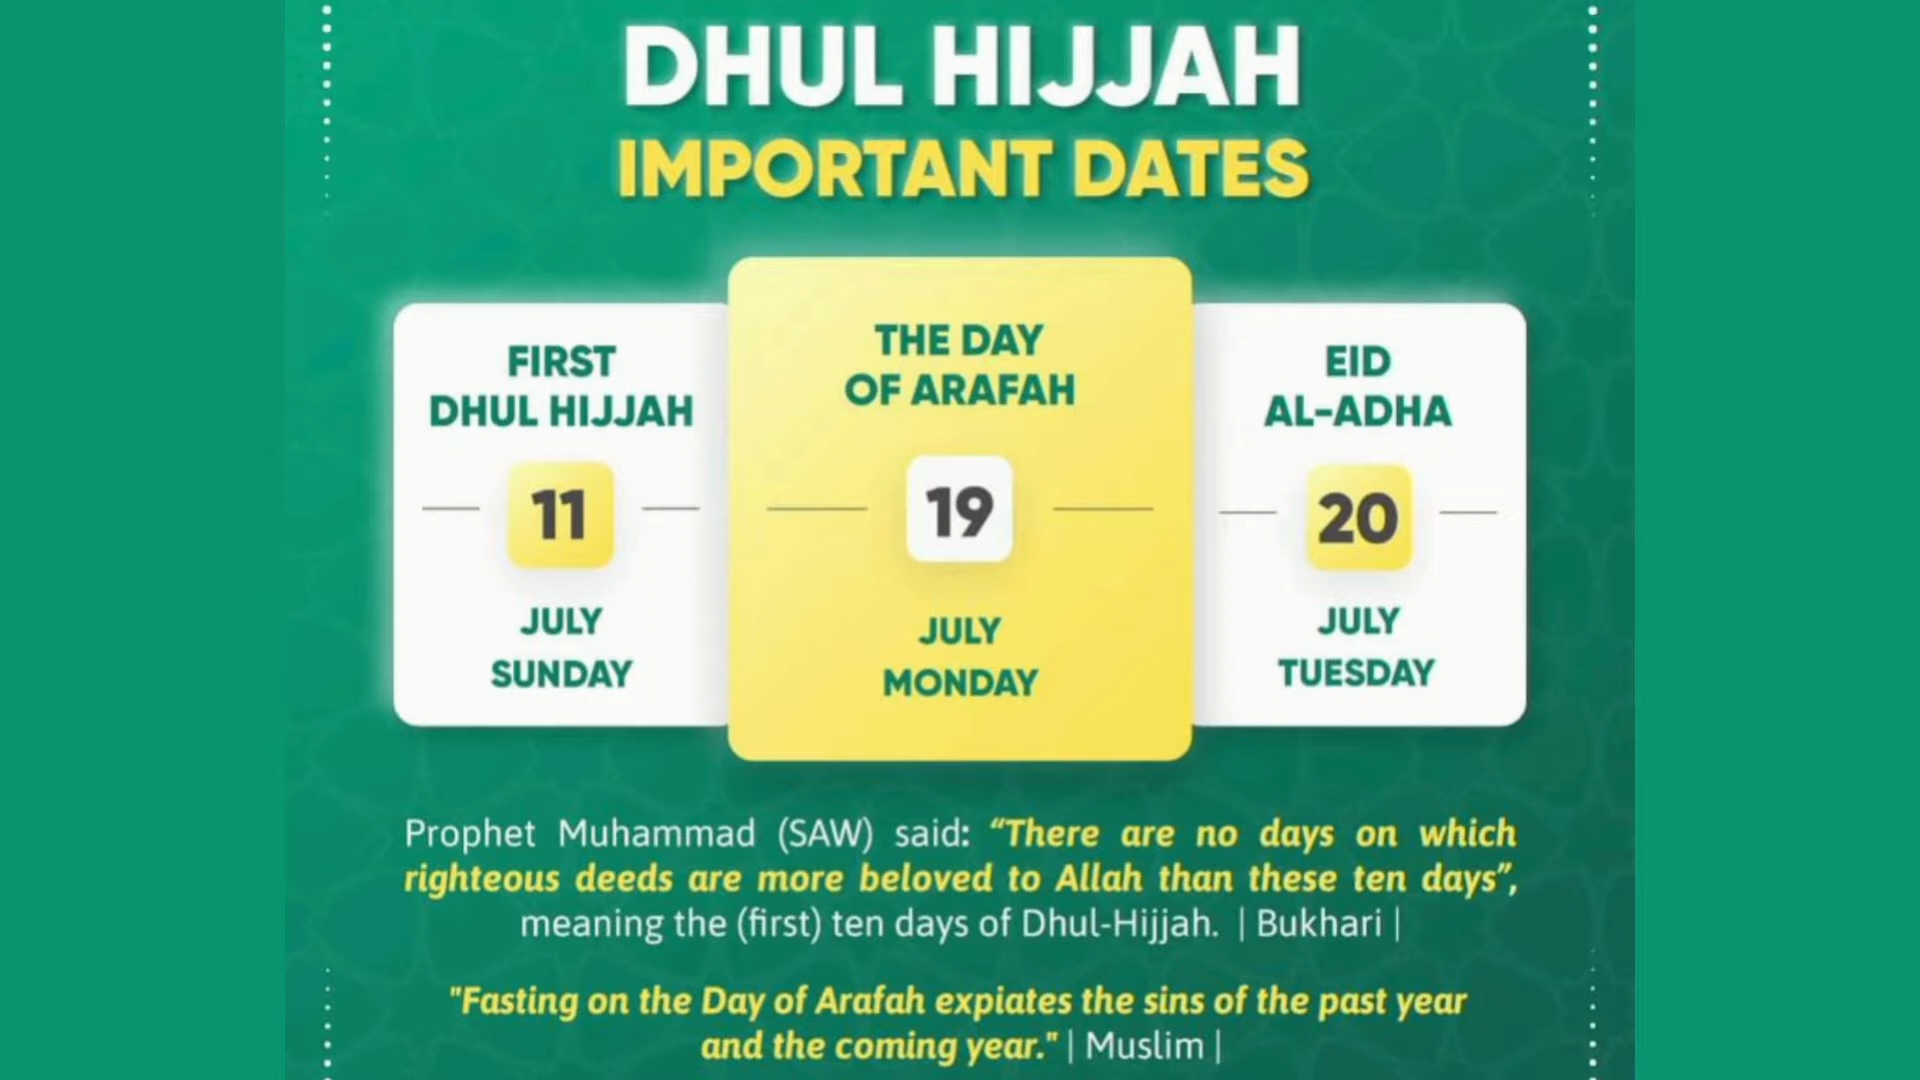 DHUL HIJJAH
IMPORTANT DATES
FIRST
DHUL HIJJAH
11
JULY
SUNDAY
THE DAY
OF ARAFAH
19
JULY
MONDAY
EID
AL-ADHA
20
JULY
TUESDAY
Prophet Muhammad (SAW) said: “There are no days on which
righteous deeds are more beloved to Allah than these ten days”,
meaning the (first) ten days of Dhul-Hijjah. | Bukhari |
"Fasting on the Day of Arafah expiates the sins of the past year
and the coming year." | Muslim |